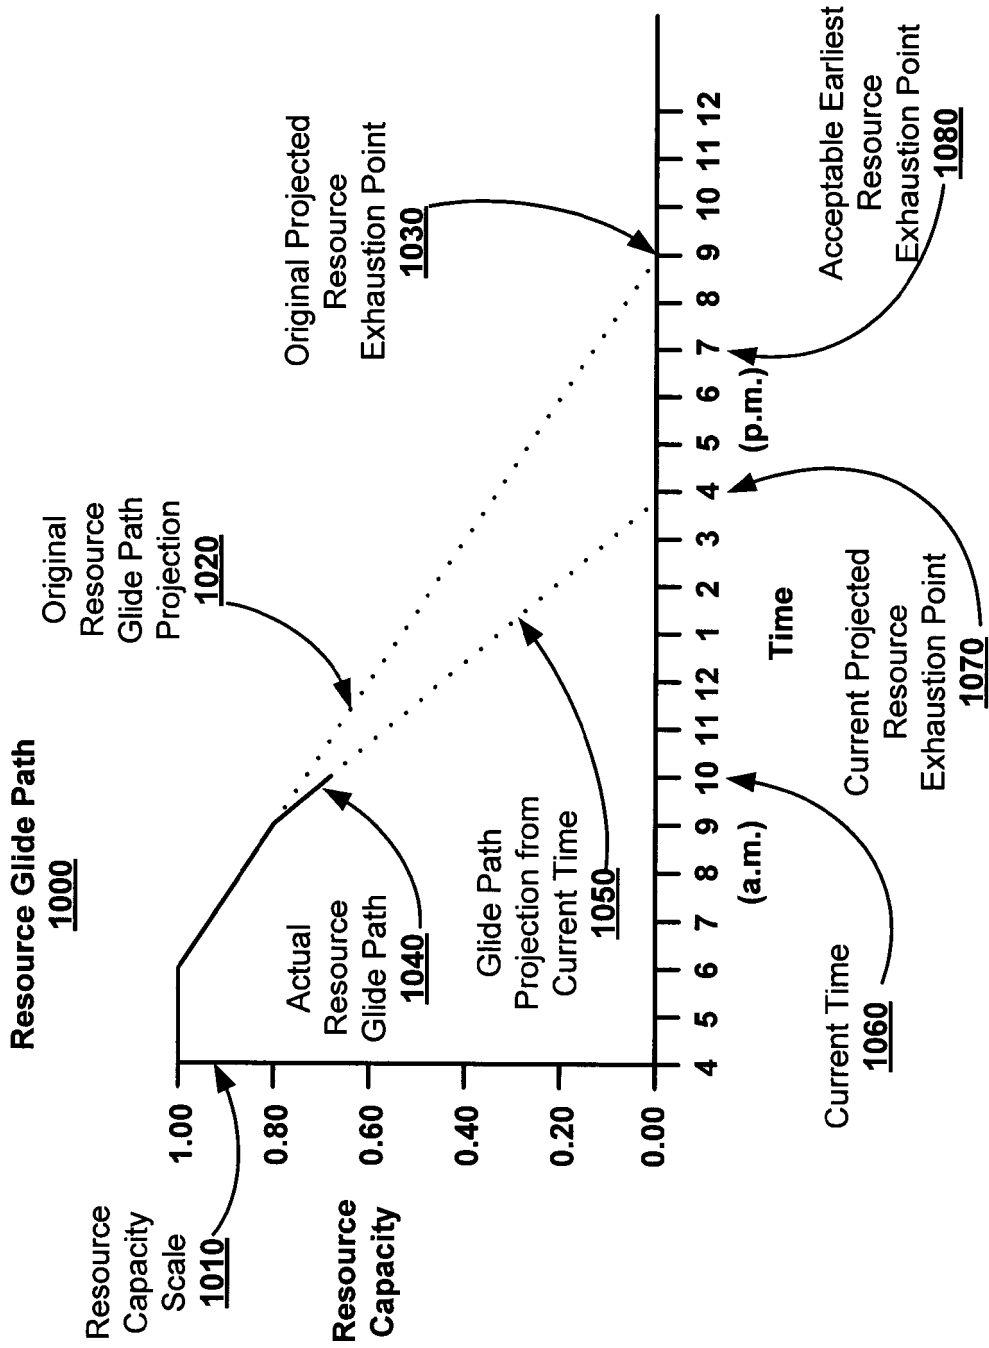 Resource Glide Path
1000
Resource
Capacity
Scale
1010
Original
Resource
Glide Path
Projection
1020
Original Projected
Resource
Exhaustion Point
1030
Actual
Resource
Glide Path
1040
Glide Path
Projection from
Current Time
1050
Resource
Capacity
1.00
0.80
0.60
0.40
0.20
0.00
4 5 6 7 8 9 10 11 12 1 2 3 4 5 6 7 8 9 10 11 12
(a.m.) (p.m.)
Time
Current Time
1060
Current Projected
Resource
Exhaustion Point
1070
Acceptable Earliest
Resource
Exhaustion Point
1080